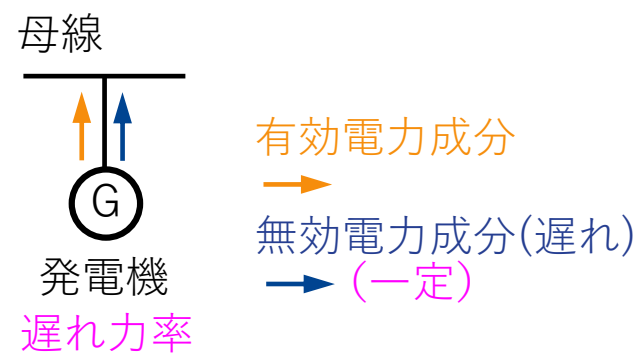 母線
G
発電機
遅れ力率
有効電力成分
無効電力成分(遅れ)
(一定)